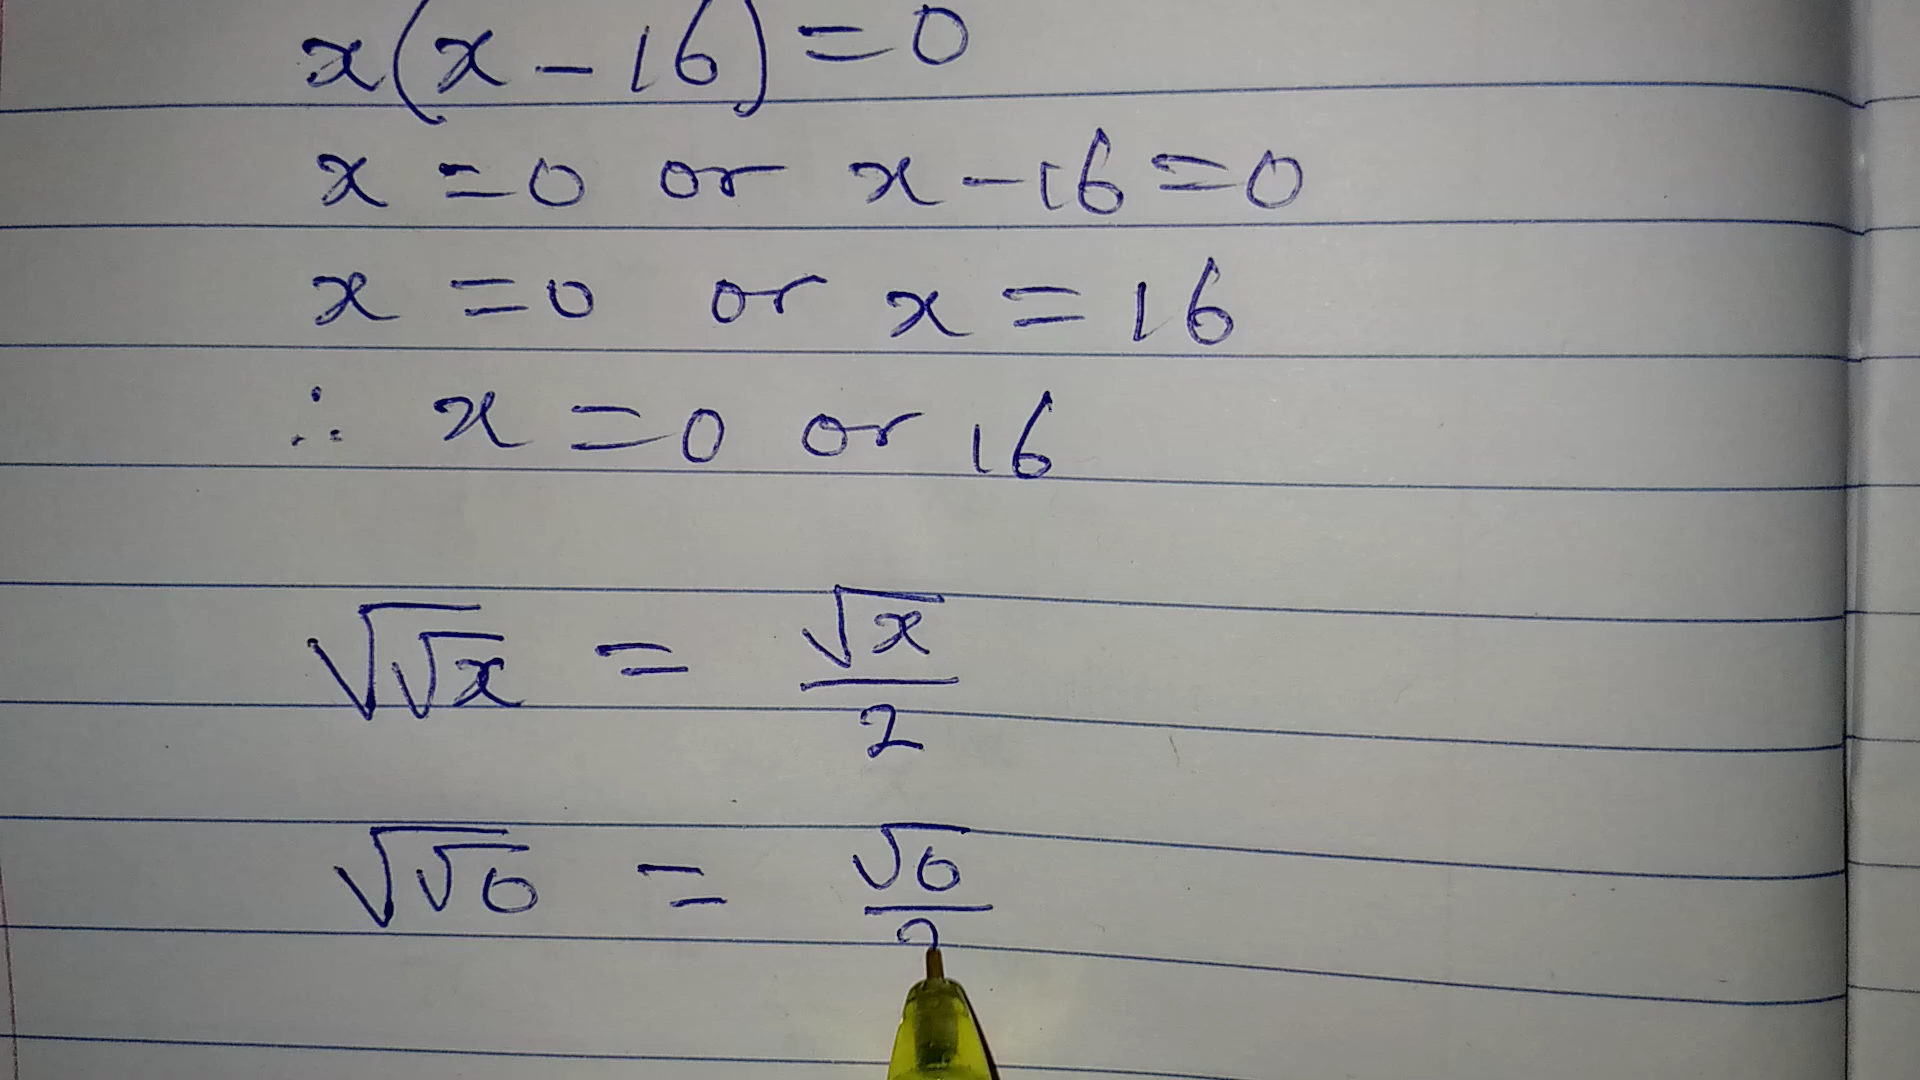 x(x-16)=0
x=0 or x-16=0
x=0 or x=16
∴ x=0 or 16
√√x = √x/2
√√0 = √0/2